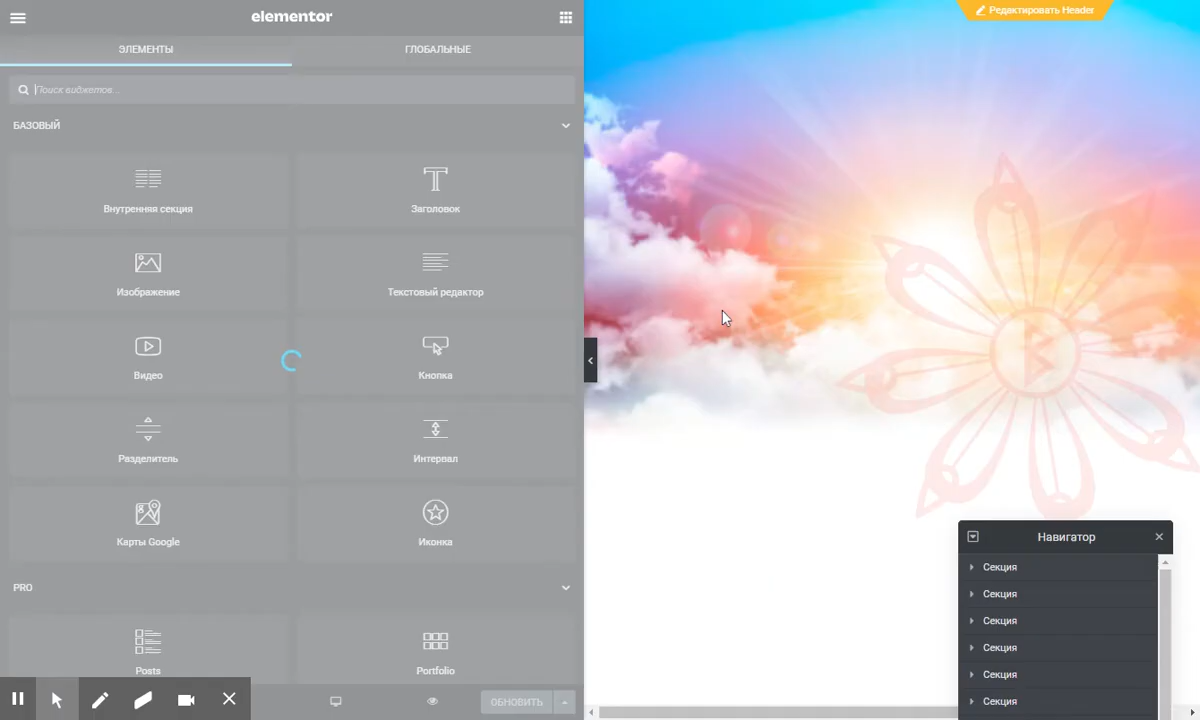 elementor
Редактировать Header
ЭЛЕМЕНТЫ
ГЛОБАЛЬНЫЕ
Поиск виджетов...
БАЗОВЫЙ
Внутренняя секция
Заголовок
Изображение
Текстовый редактор
Видео
Кнопка
Разделитель
Интервал
Карты Google
Иконка
PRO
Posts
Portfolio
ОБНОВИТЬ
Навигатор
Секция
Секция
Секция
Секция
Секция
Секция